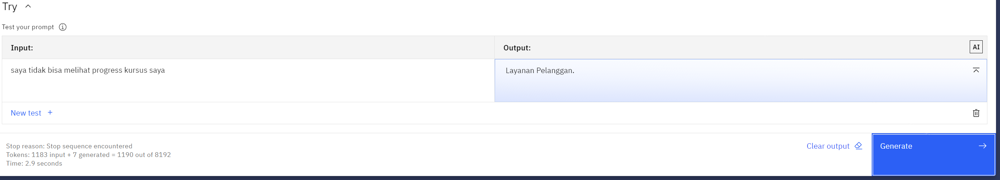 Try
Test your prompt
Input:
Output:
AI
saya tidak bisa melihat progress kursus saya
Layanan Pelanggan.
New test +
Stop reason: Stop sequence encountered
Tokens: 1183 input + 7 generated = 1190 out of 8192
Time: 2.9 seconds
Clear output
Generate